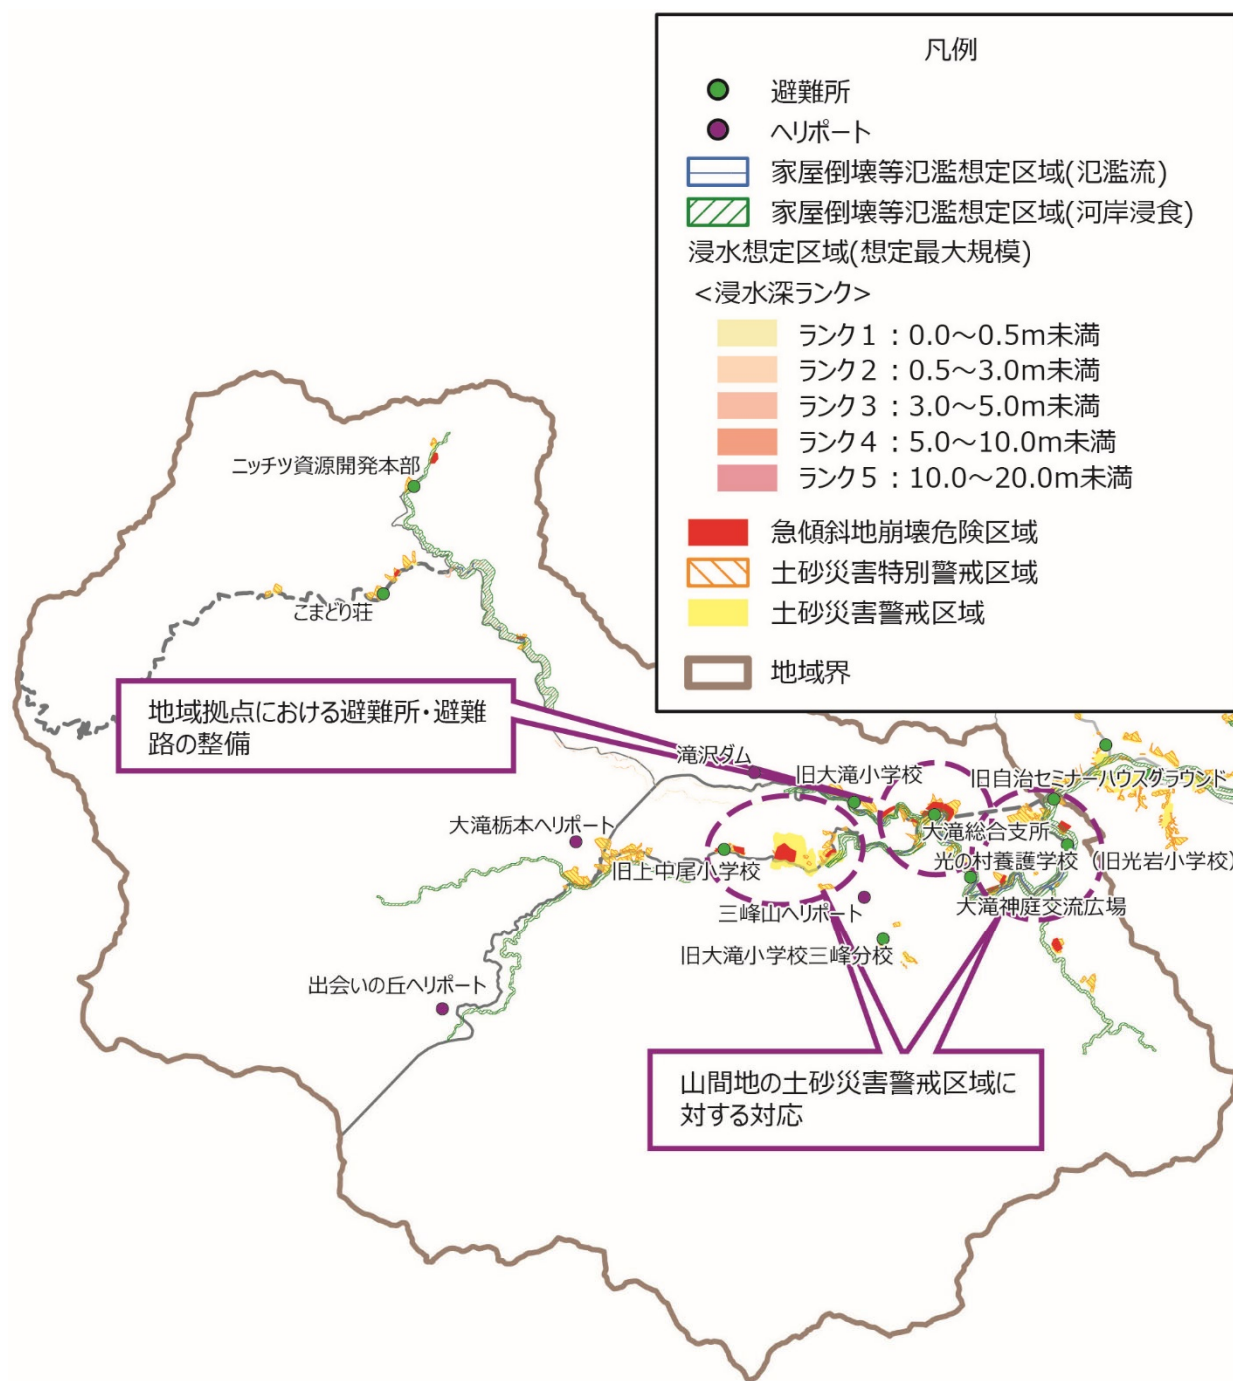 凡例
避難所
ヘリポート
家屋倒壊等氾濫想定区域(氾濫流)
家屋倒壊等氾濫想定区域(河岸浸食)
浸水想定区域(想定最大規模)
<浸水深ランク>
ランク1：0.0～0.5m未満
ランク2：0.5～3.0m未満
ランク3：3.0～5.0m未満
ランク4：5.0～10.0m未満
ランク5：10.0～20.0m未満
急傾斜地崩壊危険区域
土砂災害特別警戒区域
土砂災害警戒区域
地域界
ニッチツ資源開発本部
こまどり荘
地域拠点における避難所・避難
路の整備
滝沢ダム
旧大滝小学校
旧自治セミナーハウスグラウンド
大滝栃本ヘリポート
大滝総合支所
旧上中尾小学校
光の村養護学校（旧光岩小学校）
三峰山ヘリポート
大滝神庭交流広場
旧大滝小学校三峰分校
出会いの丘ヘリポート
山間地の土砂災害警戒区域に
対する対応